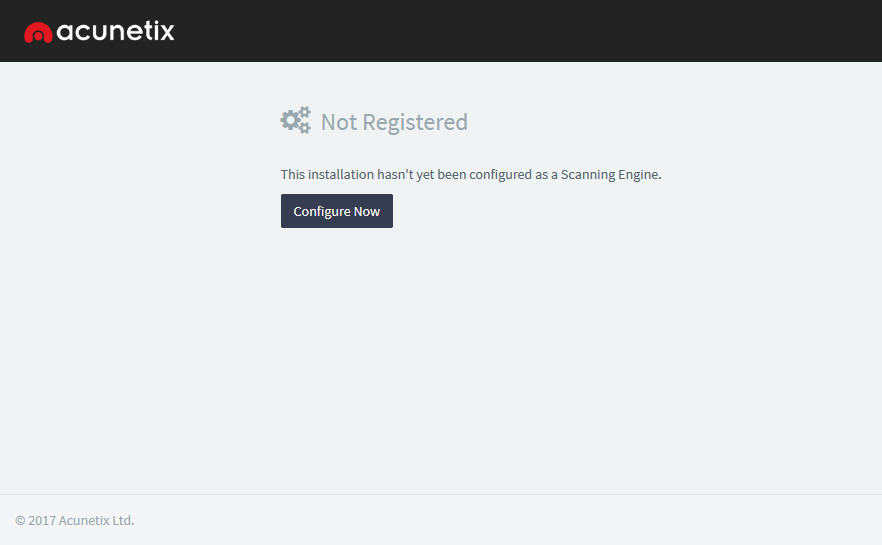 acunetix
Not Registered
This installation hasn't yet been configured as a Scanning Engine.
Configure Now
© 2017 Acunetix Ltd.